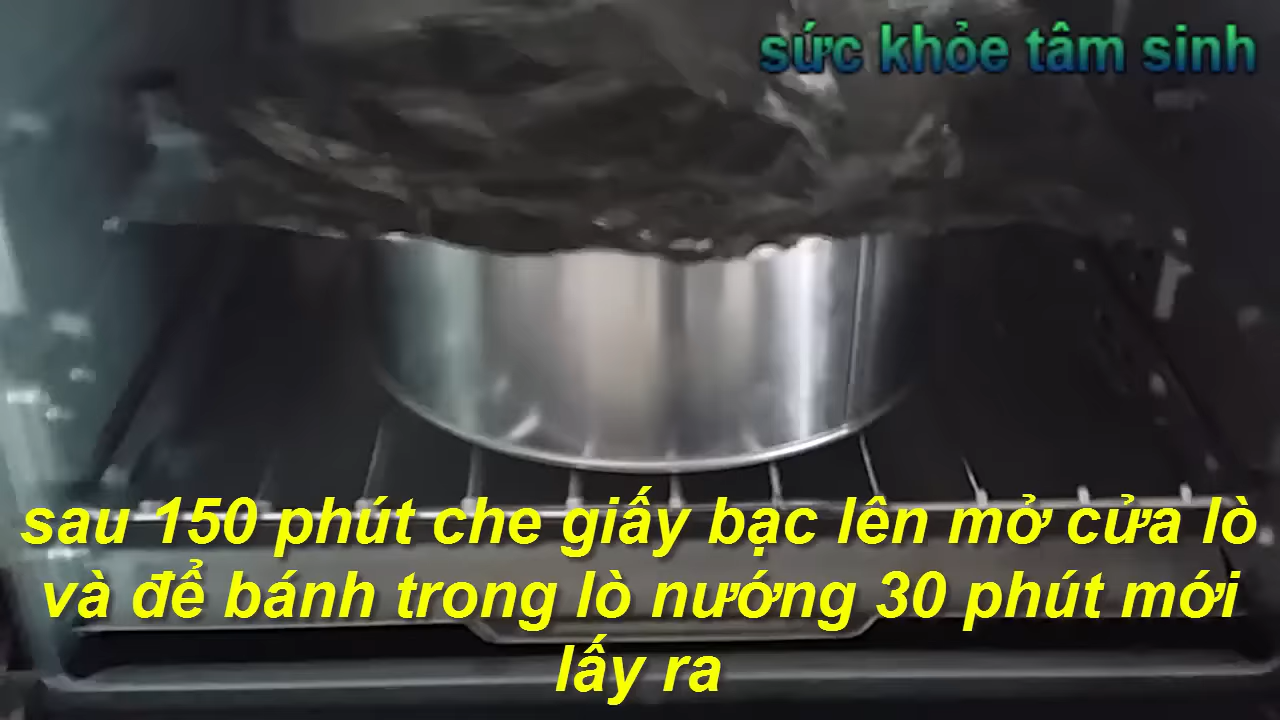 sức khỏe tâm sinh
sau 150 phút che giấy bạc lên mở cửa lò
và để bánh trong lò nướng 30 phút mới
lấy ra